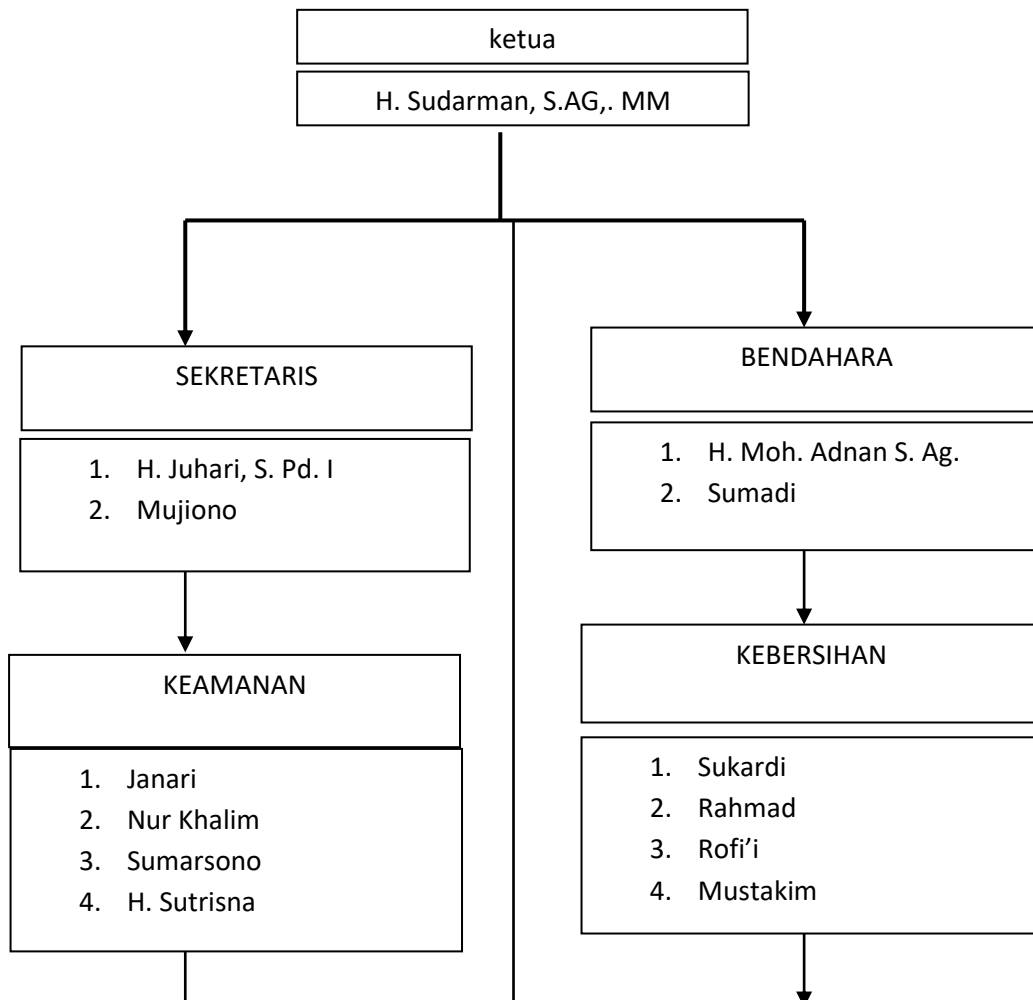 ketua
H. Sudarman, S.AG,. MM
SEKRETARIS
1. H. Juhari, S. Pd. I
2. Mujiono
BENDAHARA
1. H. Moh. Adnan S. Ag.
2. Sumadi
KEAMANAN
1. Janari
2. Nur Khalim
3. Sumarsono
4. H. Sutrisna
KEBERSIHAN
1. Sukardi
2. Rahmad
3. Rofi’i
4. Mustakim